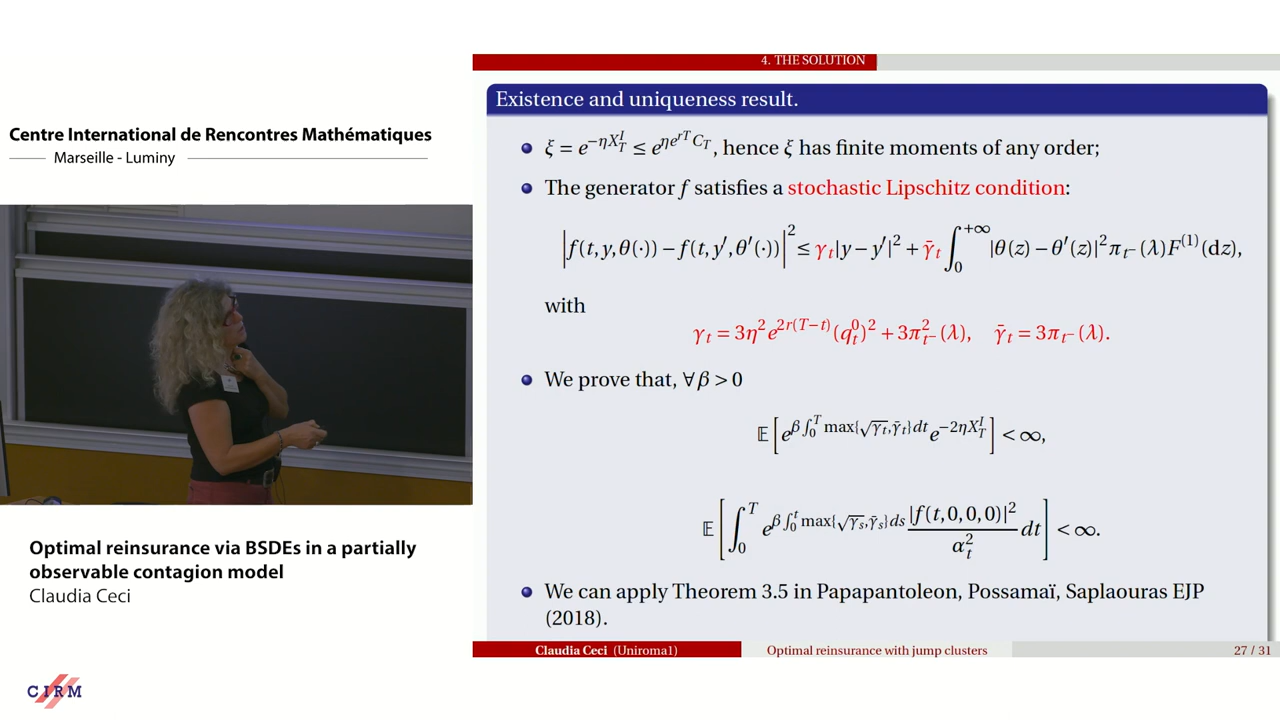 Centre International de Rencontres Mathématiques
Marseille - Luminy
4. THE SOLUTION
Existence and uniqueness result.
ξ = e^{−ηX_T^I} ≤ e^{ηe^{rT}C_T}, hence ξ has finite moments of any order;
The generator f satisfies a stochastic Lipschitz condition:
|f(t, y, θ(·)) − f(t, y′, θ′(·))|^2 ≤ γ_t|y − y′|^2 + γ̄_t ∫_0^{+∞} |θ(z) − θ′(z)|^2 π_{t^−}(λ)F^{(1)}(dz),
with
γ_t = 3η^2 e^{2r(T−t)}(q_t^0)^2 + 3π_{t^−}^2(λ), γ̄_t = 3π_{t^−}(λ).
We prove that, ∀β > 0
𝔼[e^{β∫_0^T max{√γ_t, γ̄_t}dt} e^{−2ηX_T^I}] < ∞,
𝔼[∫_0^T e^{β∫_0^t max{√γ_s, γ̄_s}ds} |f(t, 0, 0, 0)|^2 / α_t^2 dt] < ∞.
We can apply Theorem 3.5 in Papapantoleon, Possamaï, Saplaouras EJP
(2018).
Claudia Ceci (Uniroma1) Optimal reinsurance with jump clusters 27 / 31
Optimal reinsurance via BSDEs in a partially
observable contagion model
Claudia Ceci
CIRM